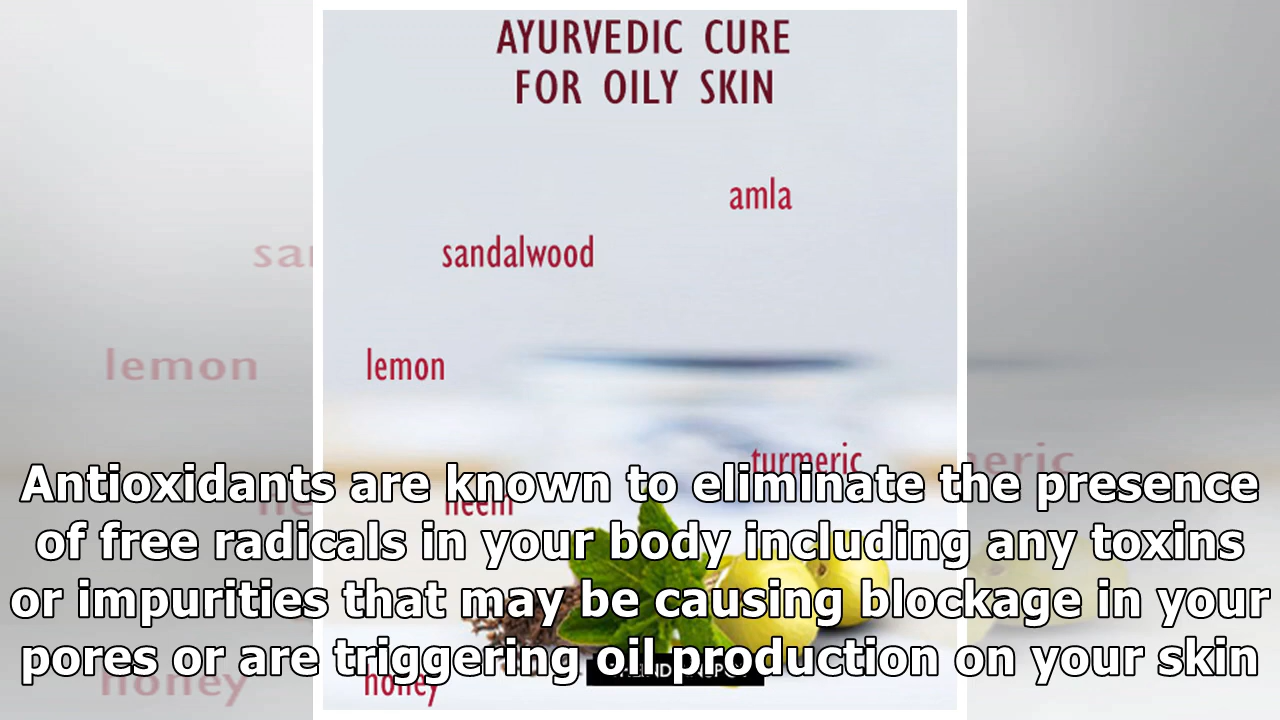 AYURVEDIC CURE
FOR OILY SKIN
amla
sandalwood
lemon
lemon
turmeric
neem
Antioxidants are known to eliminate the presence
of free radicals in your body including any toxins
or impurities that may be causing blockage in your
pores or are triggering oil production on your skin
honey
honey